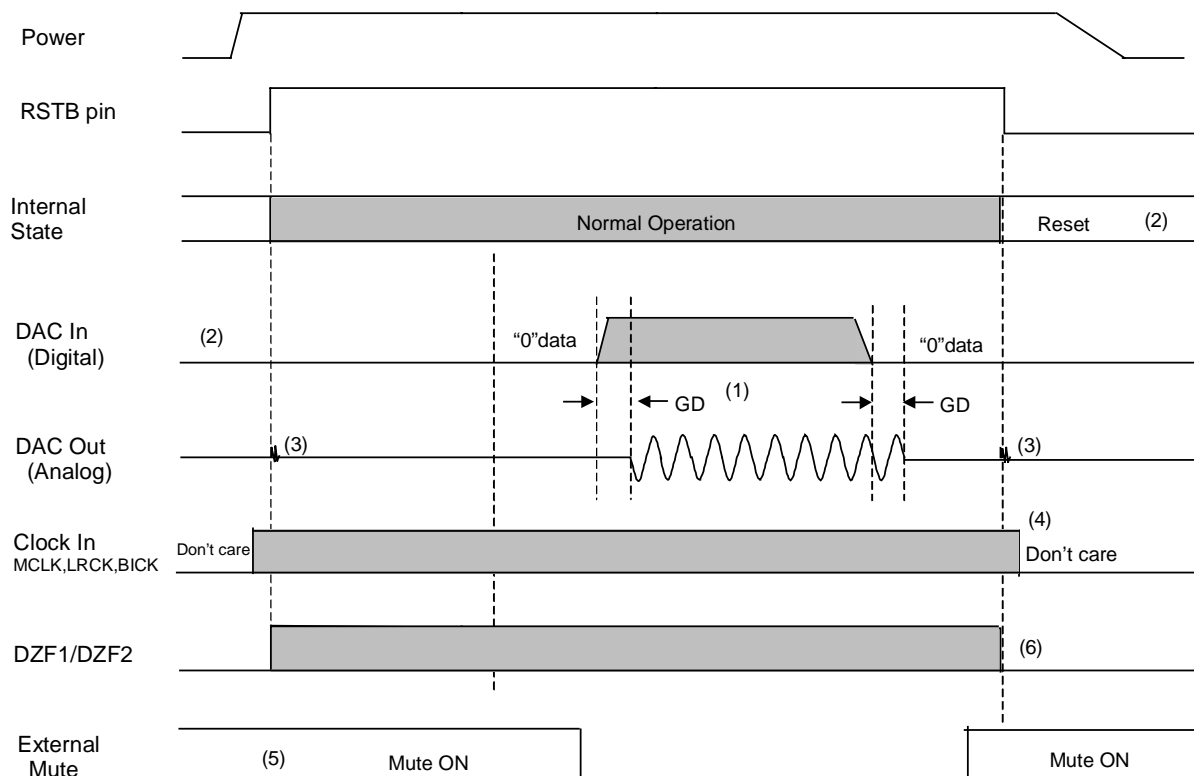 Power
RSTB pin
Internal
State
Normal Operation
Reset
(2)
DAC In
(Digital)
(2)
“0”data
“0”data
(1)
GD
GD
DAC Out
(Analog)
(3)
(3)
Clock In
MCLK,LRCK,BICK
Don’t care
(4)
Don’t care
DZF1/DZF2
(6)
External
Mute
(5)
Mute ON
Mute ON